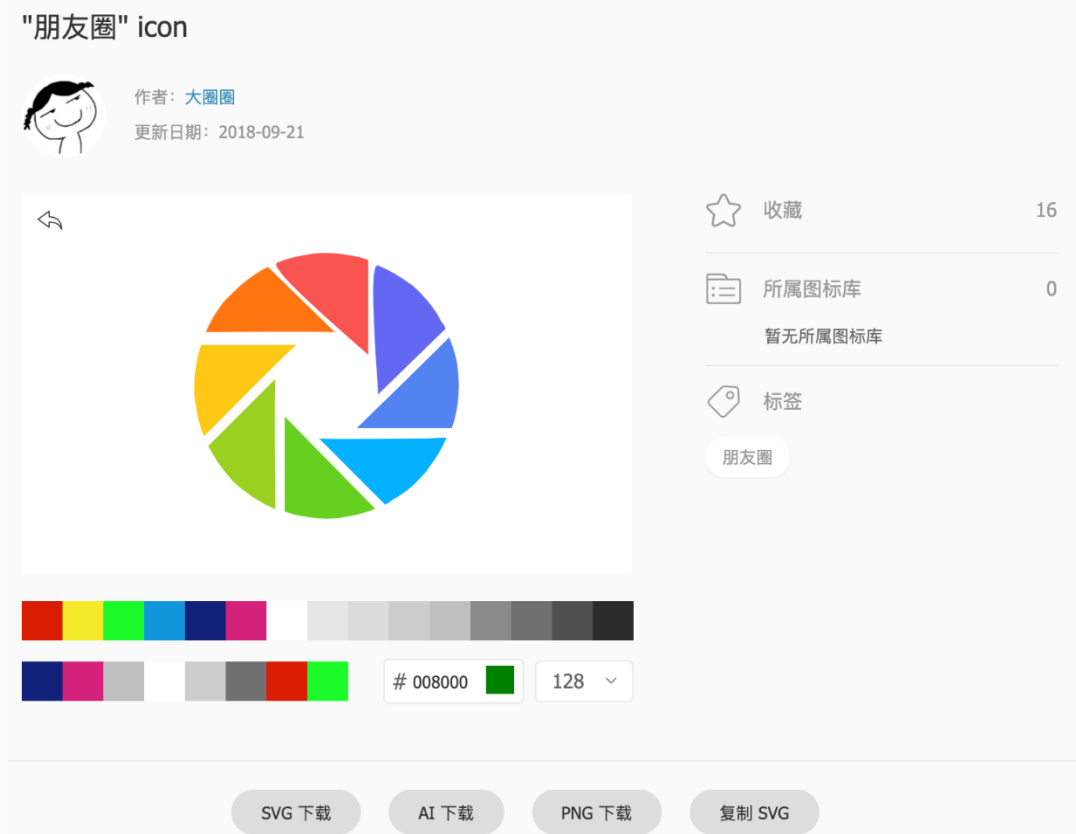 "朋友圈" icon
作者：大圈圈
更新日期：2018-09-21
收藏 16
所属图标库 0
暂无所属图标库
标签
朋友圈
# 008000
128
SVG 下载 AI 下载 PNG 下载 复制 SVG